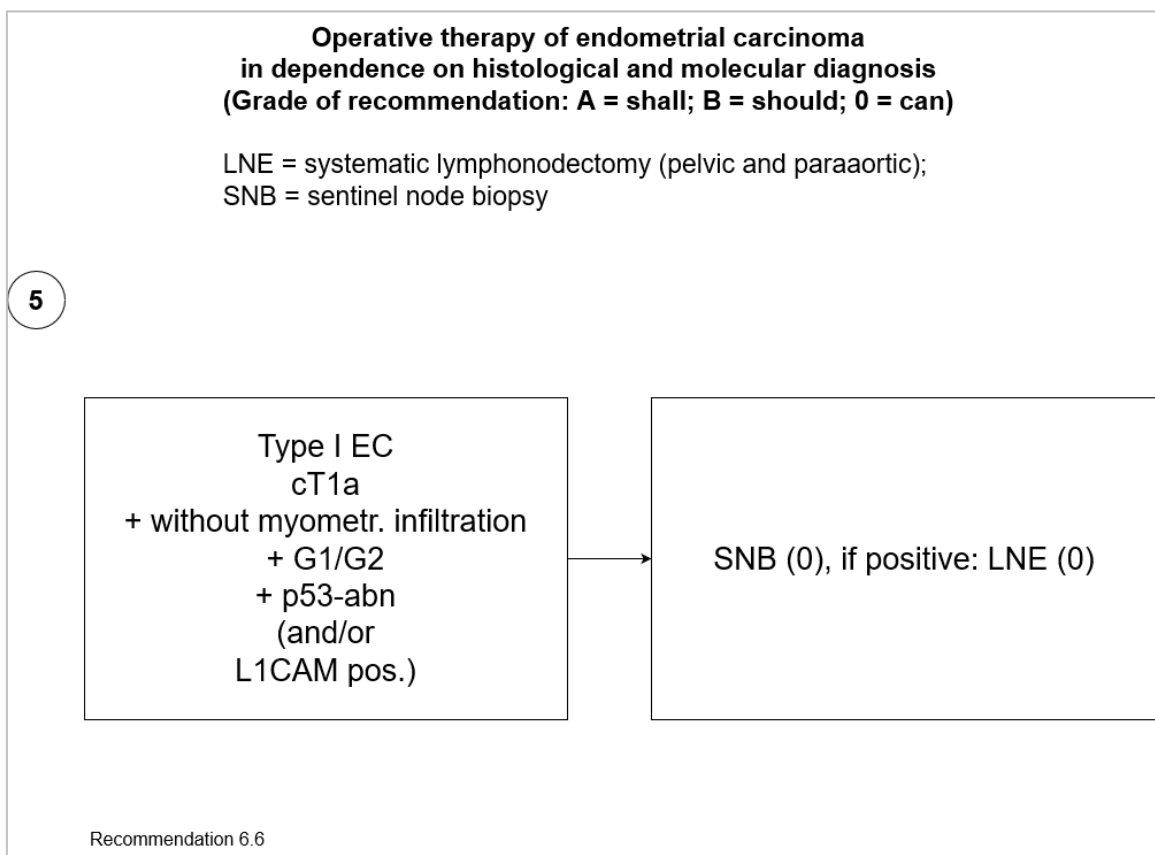 Operative therapy of endometrial carcinoma
in dependence on histological and molecular diagnosis
(Grade of recommendation: A = shall; B = should; 0 = can)
LNE = systematic lymphonodectomy (pelvic and paraaortic);
SNB = sentinel node biopsy
5
Type I EC
cT1a
+ without myometr. infiltration
+ G1/G2
+ p53-abn
(and/or
L1CAM pos.)
SNB (0), if positive: LNE (0)
Recommendation 6.6